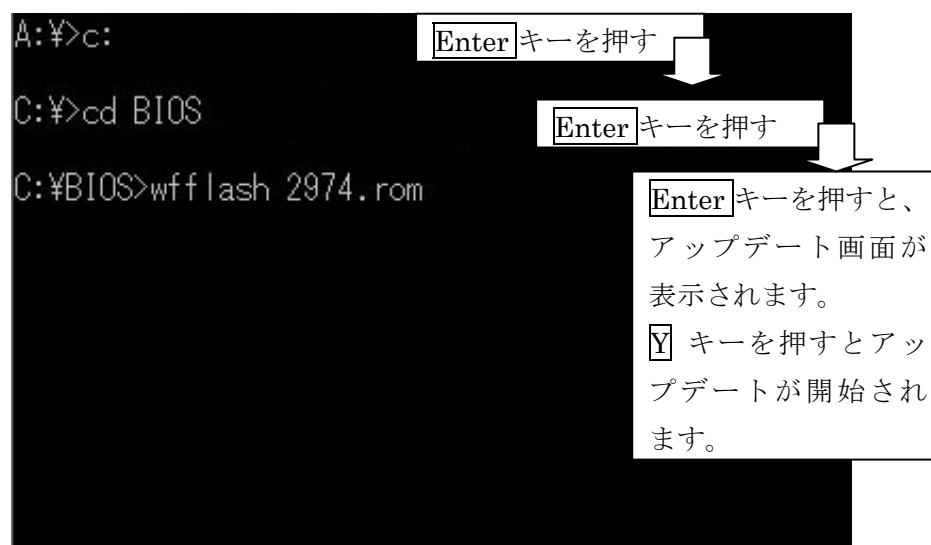 A:¥>c:
Enterキーを押す
C:¥>cd BIOS
Enterキーを押す
C:¥BIOS>wfflash 2974.rom
Enterキーを押すと、
アップデート画面が
表示されます。
Y キーを押すとアッ
プデートが開始され
ます。